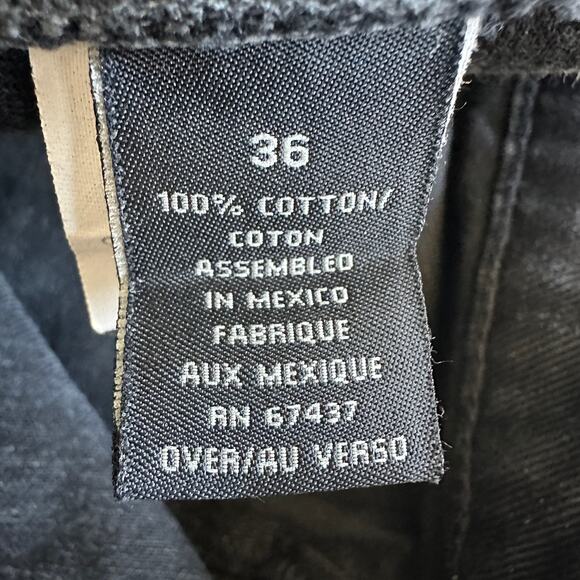 36
100% COTTON/
COTON
ASSEMBLED
IN MEXICO
FABRIQUE
AUX MEXIQUE
RN 67437
OVER/AU VERSO